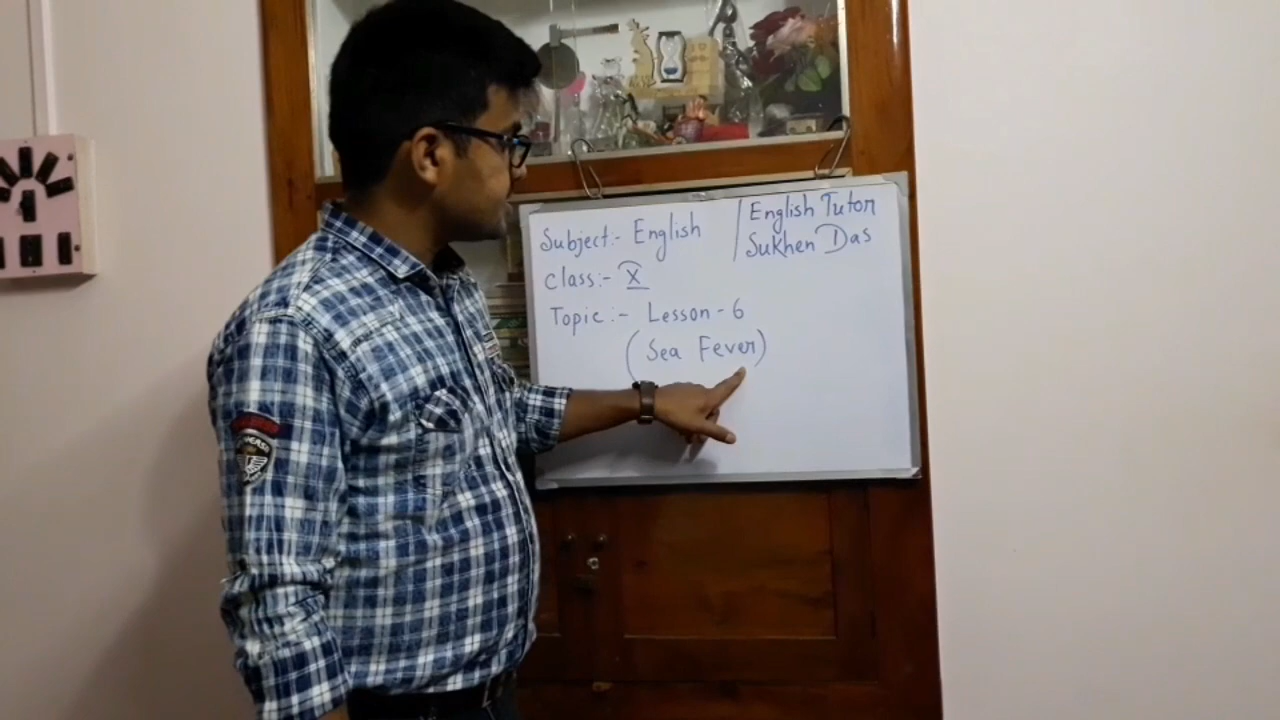 Subject:- English
English Tutor
Sukhen Das
Class:- X
Topic:- Lesson-6
(Sea Fever)